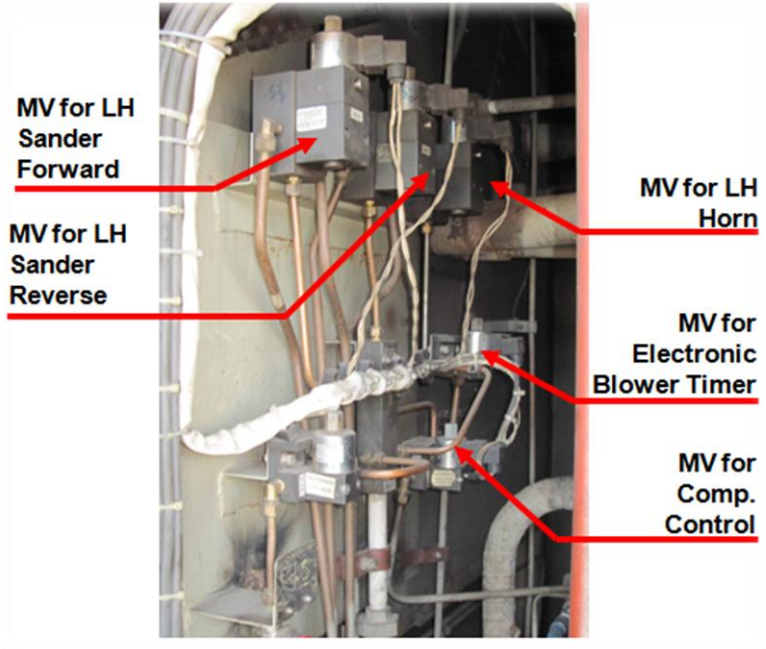 MV for LH
Sander
Forward
MV for LH
Sander
Reverse
MV for LH
Horn
MV for
Electronic
Blower Timer
MV for
Comp.
Control